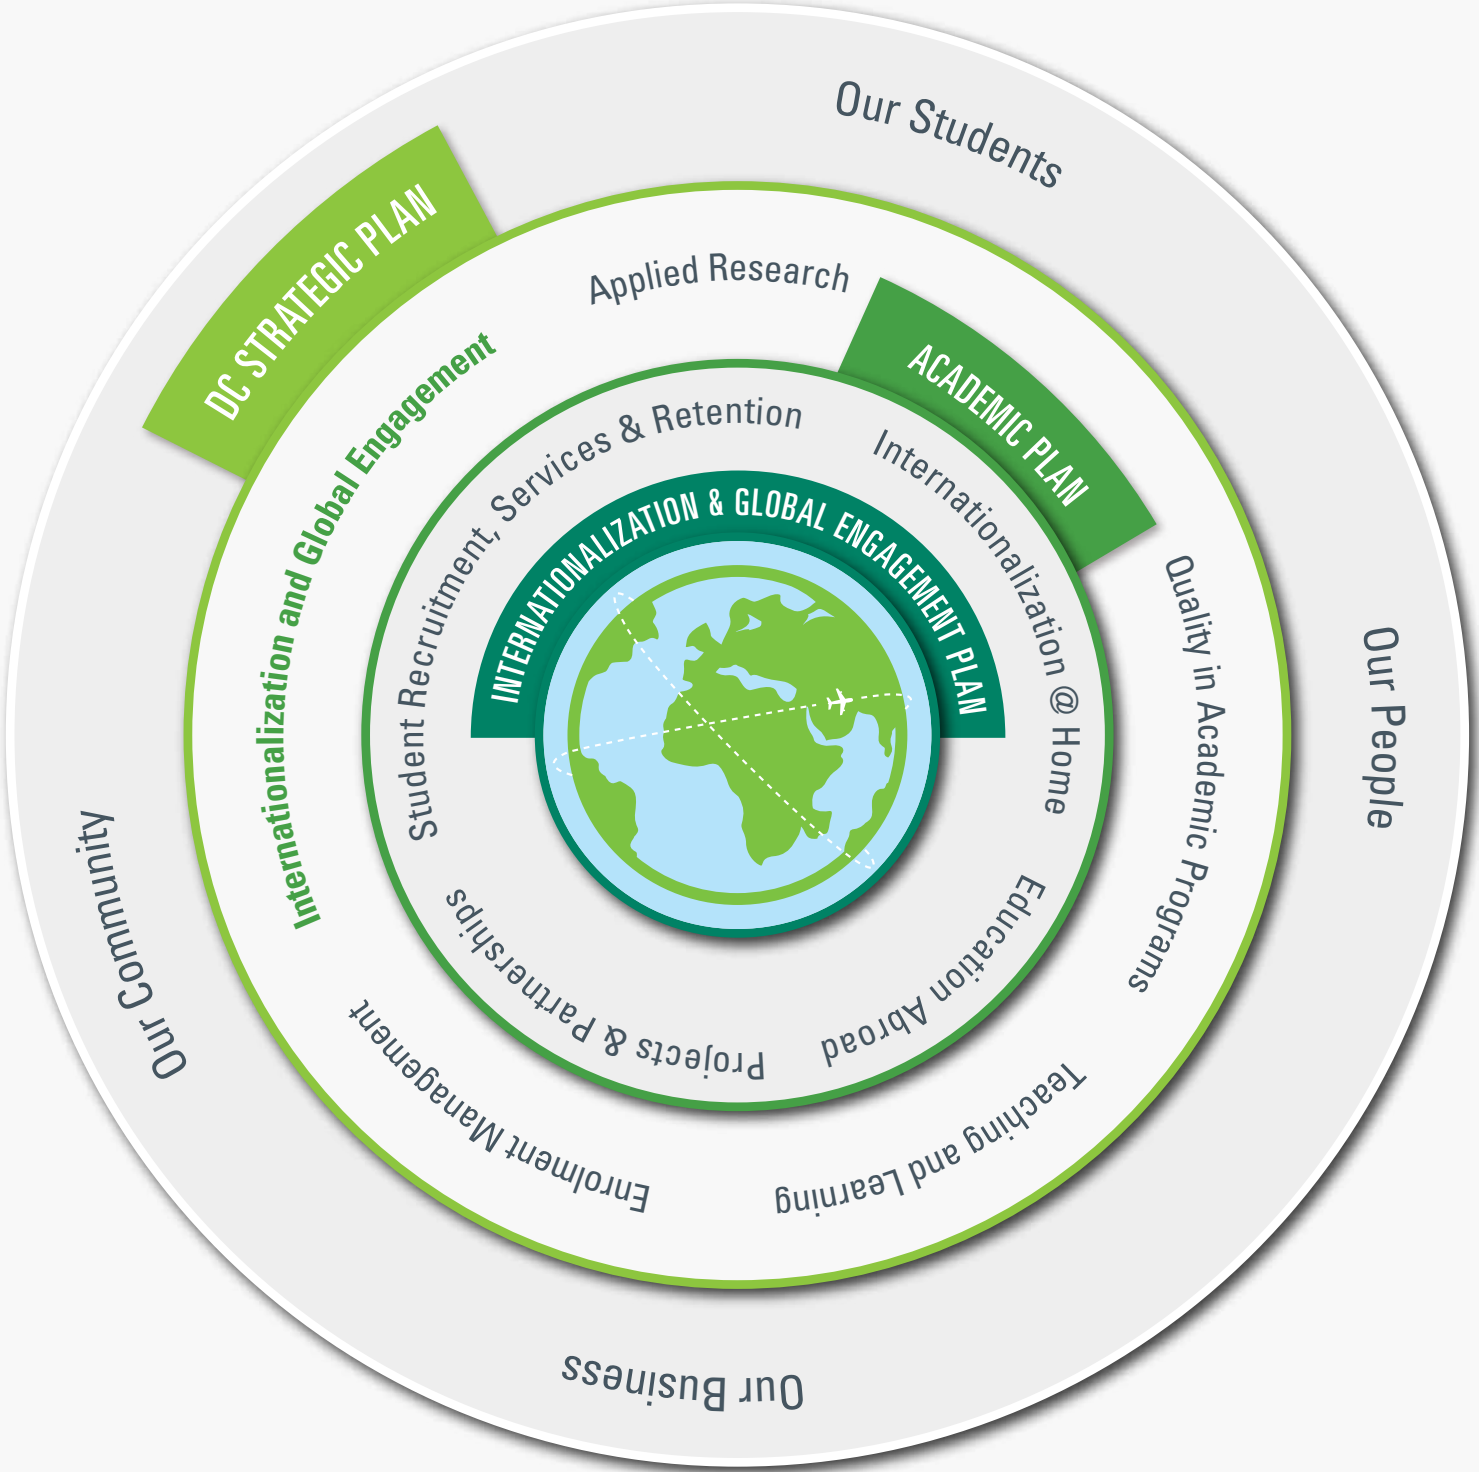 DC STRATEGIC PLAN
Our Students
Our People
Our Business
Our Community
ACADEMIC PLAN
Applied Research
Quality in Academic Programs
Teaching and Learning
Enrolment Management
Internationalization and Global Engagement
INTERNATIONALIZATION & GLOBAL ENGAGEMENT PLAN
Student Recruitment, Services & Retention
Internationalization @ Home
Education Abroad
Projects & Partnerships